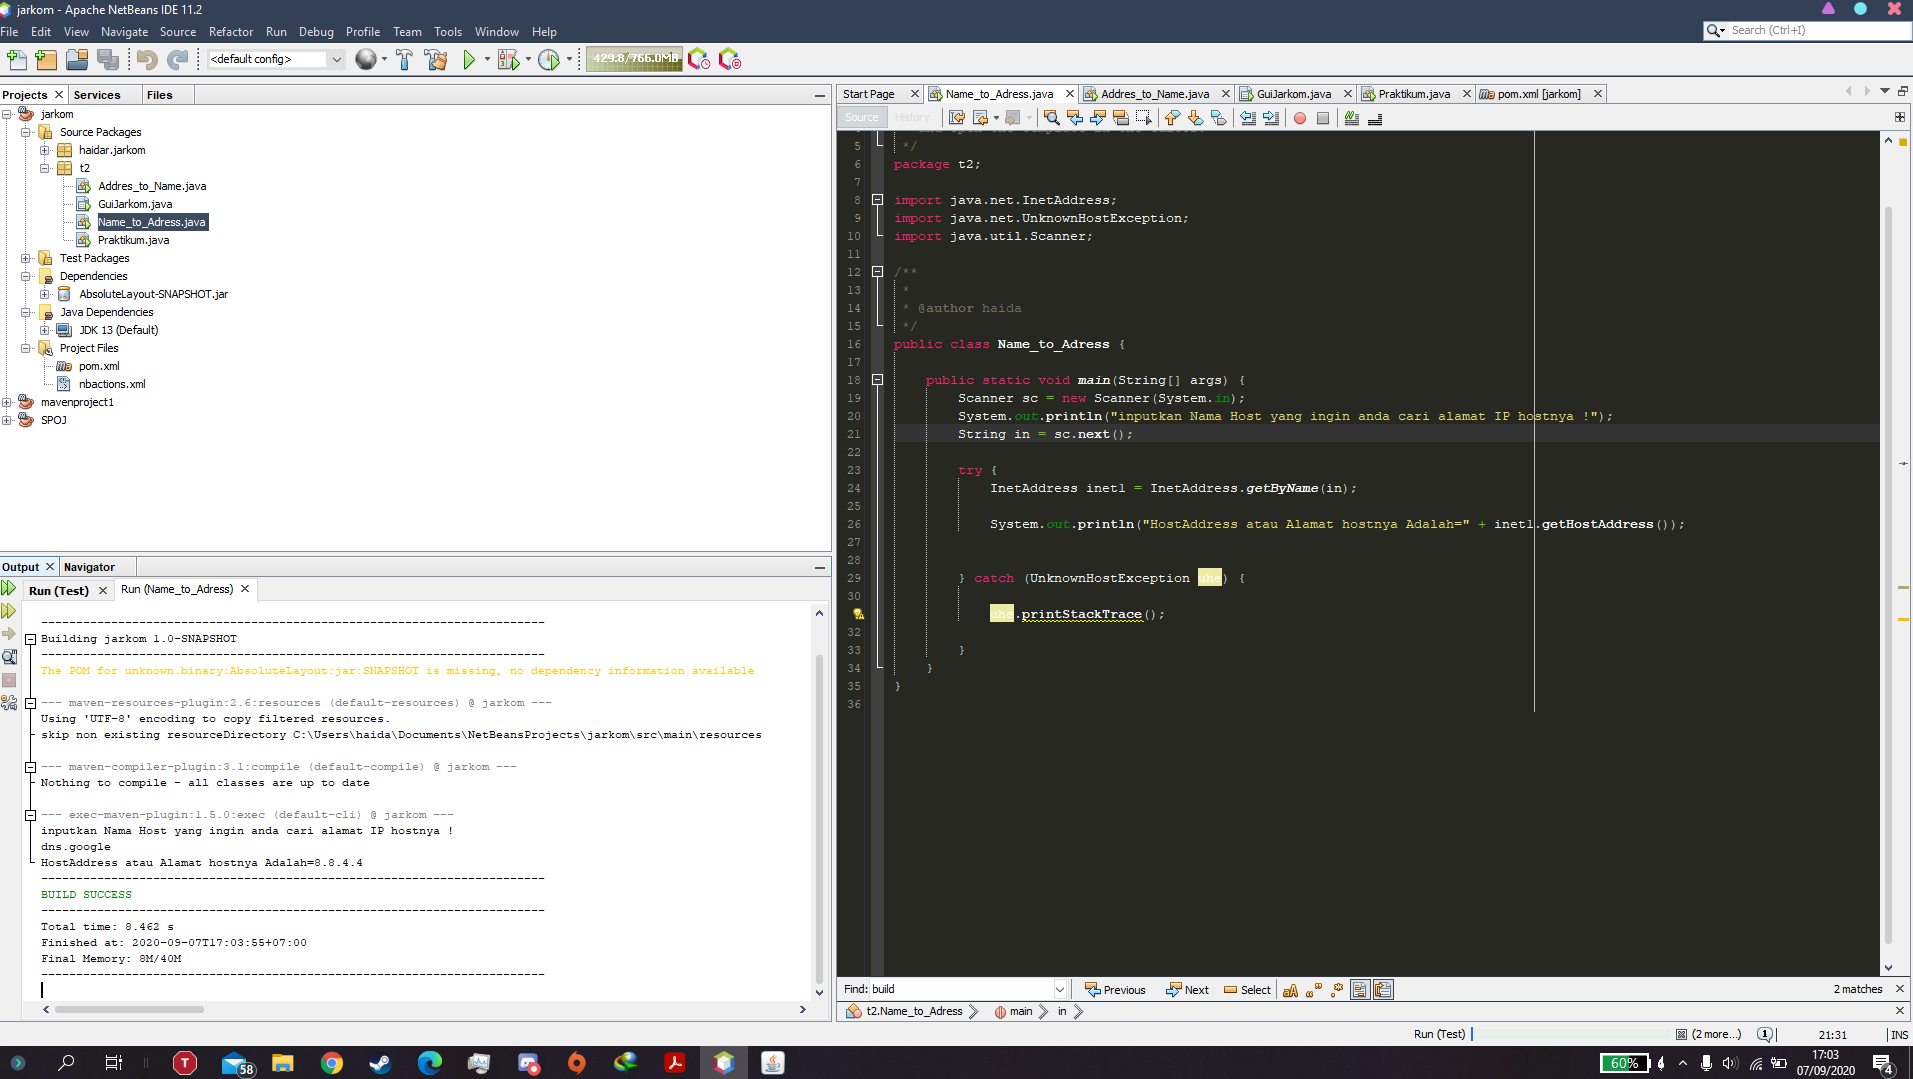 jarkom - Apache NetBeans IDE 11.2
File Edit View Navigate Source Refactor Run Debug Profile Team Tools Window Help
Search (Ctrl+I)
<default config>
429.8/766.0MB
Projects Services Files
jarkom
Source Packages
haidar.jarkom
t2
Addres_to_Name.java
GuiJarkom.java
Name_to_Adress.java
Praktikum.java
Test Packages
Dependencies
AbsoluteLayout-SNAPSHOT.jar
Java Dependencies
JDK 13 (Default)
Project Files
pom.xml
nbactions.xml
mavenproject1
SPOJ
Output Navigator
Run (Test) Run (Name_to_Adress)
------------------------------------------------------------------------
Building jarkom 1.0-SNAPSHOT
------------------------------------------------------------------------
The POM for unknown.binary:AbsoluteLayout:jar:SNAPSHOT is missing, no dependency information available
--- maven-resources-plugin:2.6:resources (default-resources) @ jarkom ---
Using 'UTF-8' encoding to copy filtered resources.
skip non existing resourceDirectory C:\Users\haida\Documents\NetBeansProjects\jarkom\src\main\resources
--- maven-compiler-plugin:3.1:compile (default-compile) @ jarkom ---
Nothing to compile - all classes are up to date
--- exec-maven-plugin:1.5.0:exec (default-cli) @ jarkom ---
inputkan Nama Host yang ingin anda cari alamat IP hostnya !
dns.google
HostAddress atau Alamat hostnya Adalah=8.8.4.4
------------------------------------------------------------------------
BUILD SUCCESS
------------------------------------------------------------------------
Total time: 8.462 s
Finished at: 2020-09-07T17:03:55+07:00
Final Memory: 8M/40M
------------------------------------------------------------------------
Start Page Name_to_Adress.java Addres_to_Name.java GuiJarkom.java Praktikum.java pom.xml [jarkom]
Source History
5 */
6 package t2;
7
8 import java.net.InetAddress;
9 import java.net.UnknownHostException;
10 import java.util.Scanner;
11
12 /**
13 *
14 * @author haida
15 */
16 public class Name_to_Adress {
17
18 public static void main(String[] args) {
19 Scanner sc = new Scanner(System.in);
20 System.out.println("inputkan Nama Host yang ingin anda cari alamat IP hostnya !");
21 String in = sc.next();
22
23 try {
24 InetAddress inet1 = InetAddress.getByName(in);
25
26 System.out.println("HostAddress atau Alamat hostnya Adalah=" + inet1.getHostAddress());
27
28
29 } catch (UnknownHostException uhe) {
30
uhe.printStackTrace();
32
33 }
34 }
35 }
36
Find: build Previous Next Select 2 matches
t2.Name_to_Adress main in
Run (Test) (2 more...) 1 21:31 INS
T 58 60% 17:03
07/09/2020 4